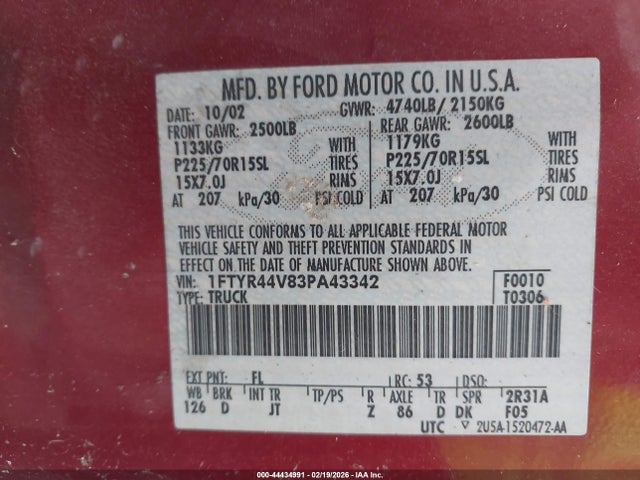 MFD. BY FORD MOTOR CO. IN U.S.A.
DATE: 10/02 GVWR: 4740LB/ 2150KG
FRONT GAWR: 2500LB REAR GAWR: 2600LB
1133KG WITH 1179KG WITH
P225/70R15SL TIRES P225/70R15SL TIRES
15X7.0J RIMS 15X7.0J RIMS
AT 207 kPa/30 PSI COLD AT 207 kPa/30 PSI COLD
THIS VEHICLE CONFORMS TO ALL APPLICABLE FEDERAL MOTOR
VEHICLE SAFETY AND THEFT PREVENTION STANDARDS IN
EFFECT ON THE DATE OF MANUFACTURE SHOWN ABOVE.
VIN: 1FTYR44V83PA43342 F0010
TYPE: TRUCK T0306
EXT PNT: FL RC: 53 DSO:
WB BRK INT TR TP/PS R AXLE TR SPR 2R31A
126 D JT Z 86 D DK F05
UTC ▽ 2U5A-1520472-AA
000-44434991 - 02/19/2026 - IAA Holdings, LLC.